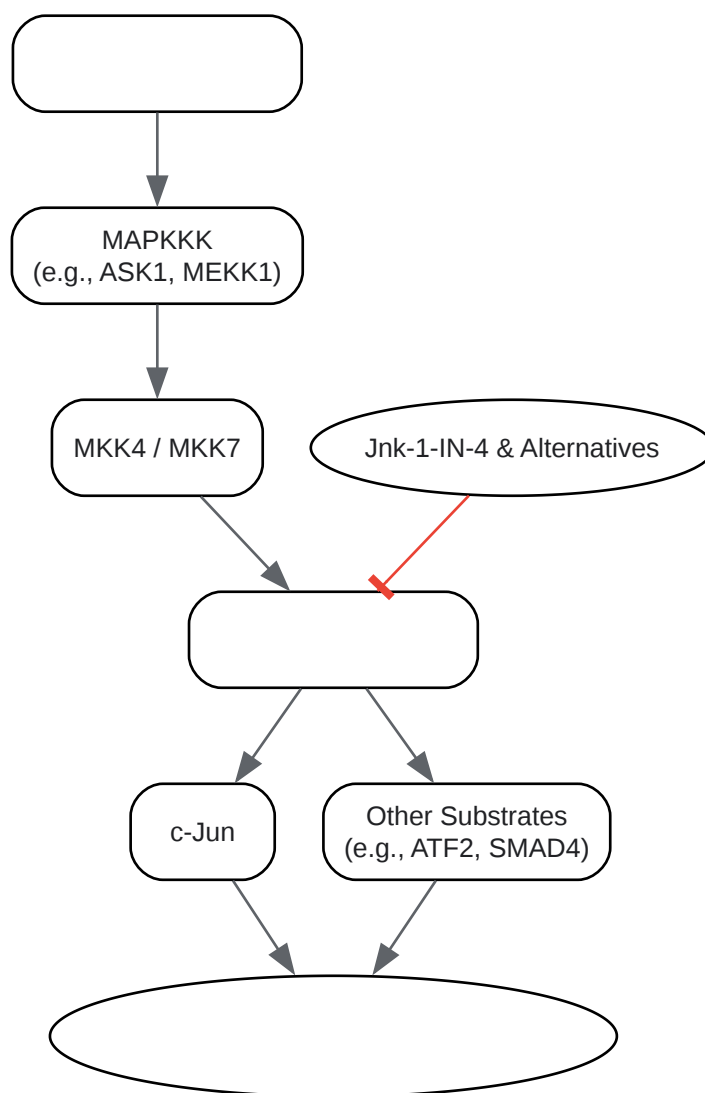 MAPKKK
(e.g., ASK1, MEKK1)
MKK4 / MKK7
Jnk-1-IN-4 & Alternatives
c-Jun
Other Substrates
(e.g., ATF2, SMAD4)